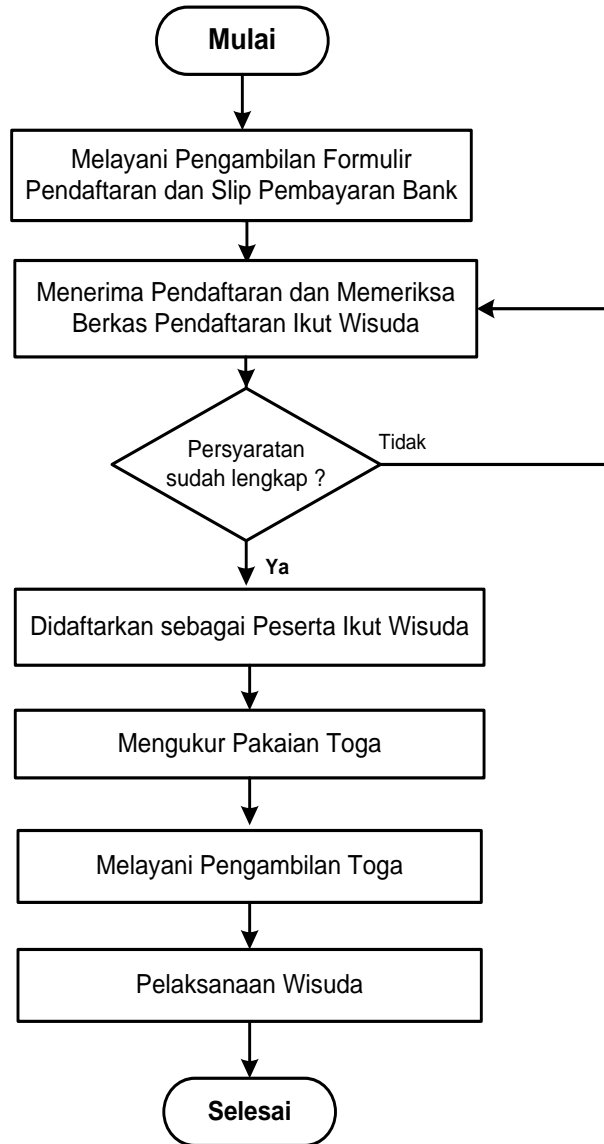 Mulai
Melayani Pengambilan Formulir
Pendaftaran dan Slip Pembayaran Bank
Menerima Pendaftaran dan Memeriksa
Berkas Pendaftaran Ikut Wisuda
Persyaratan
sudah lengkap ?
Tidak
Ya
Didaftarkan sebagai Peserta Ikut Wisuda
Mengukur Pakaian Toga
Melayani Pengambilan Toga
Pelaksanaan Wisuda
Selesai